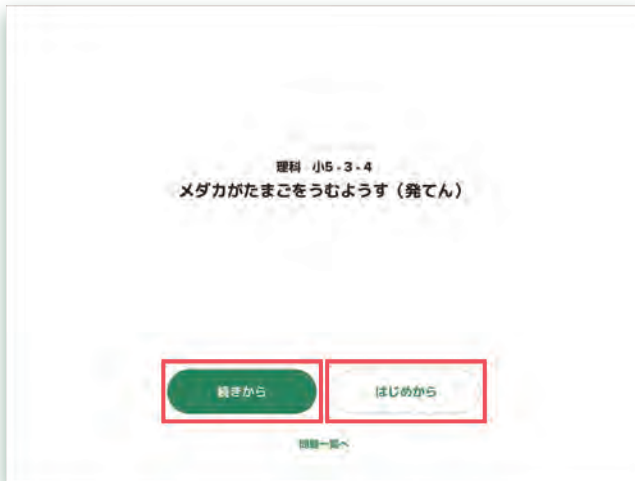 理科 小5-3-4
メダカがたまごをうむようす（発てん）
続きから
はじめから
問題一覧へ